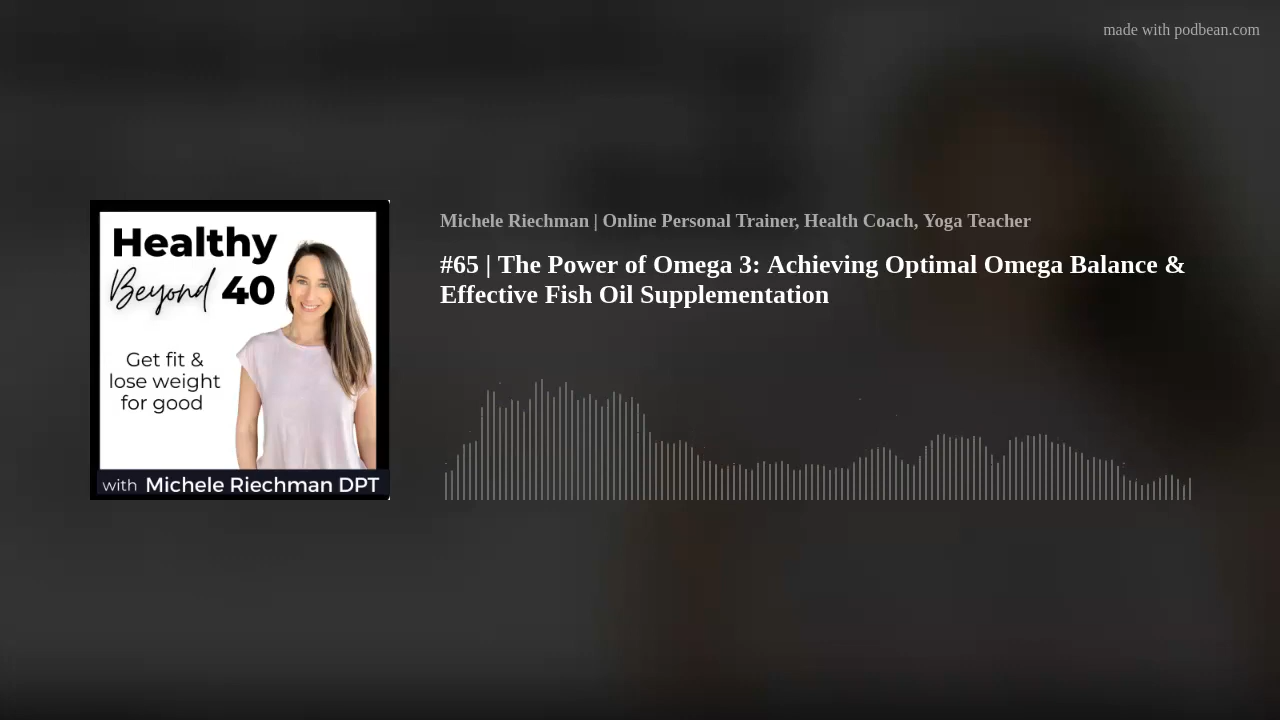 made with podbean.com
Healthy
Beyond 40
Get fit &
lose weight
for good
with Michele Riechman DPT
Michele Riechman | Online Personal Trainer, Health Coach, Yoga Teacher
#65 | The Power of Omega 3: Achieving Optimal Omega Balance &
Effective Fish Oil Supplementation